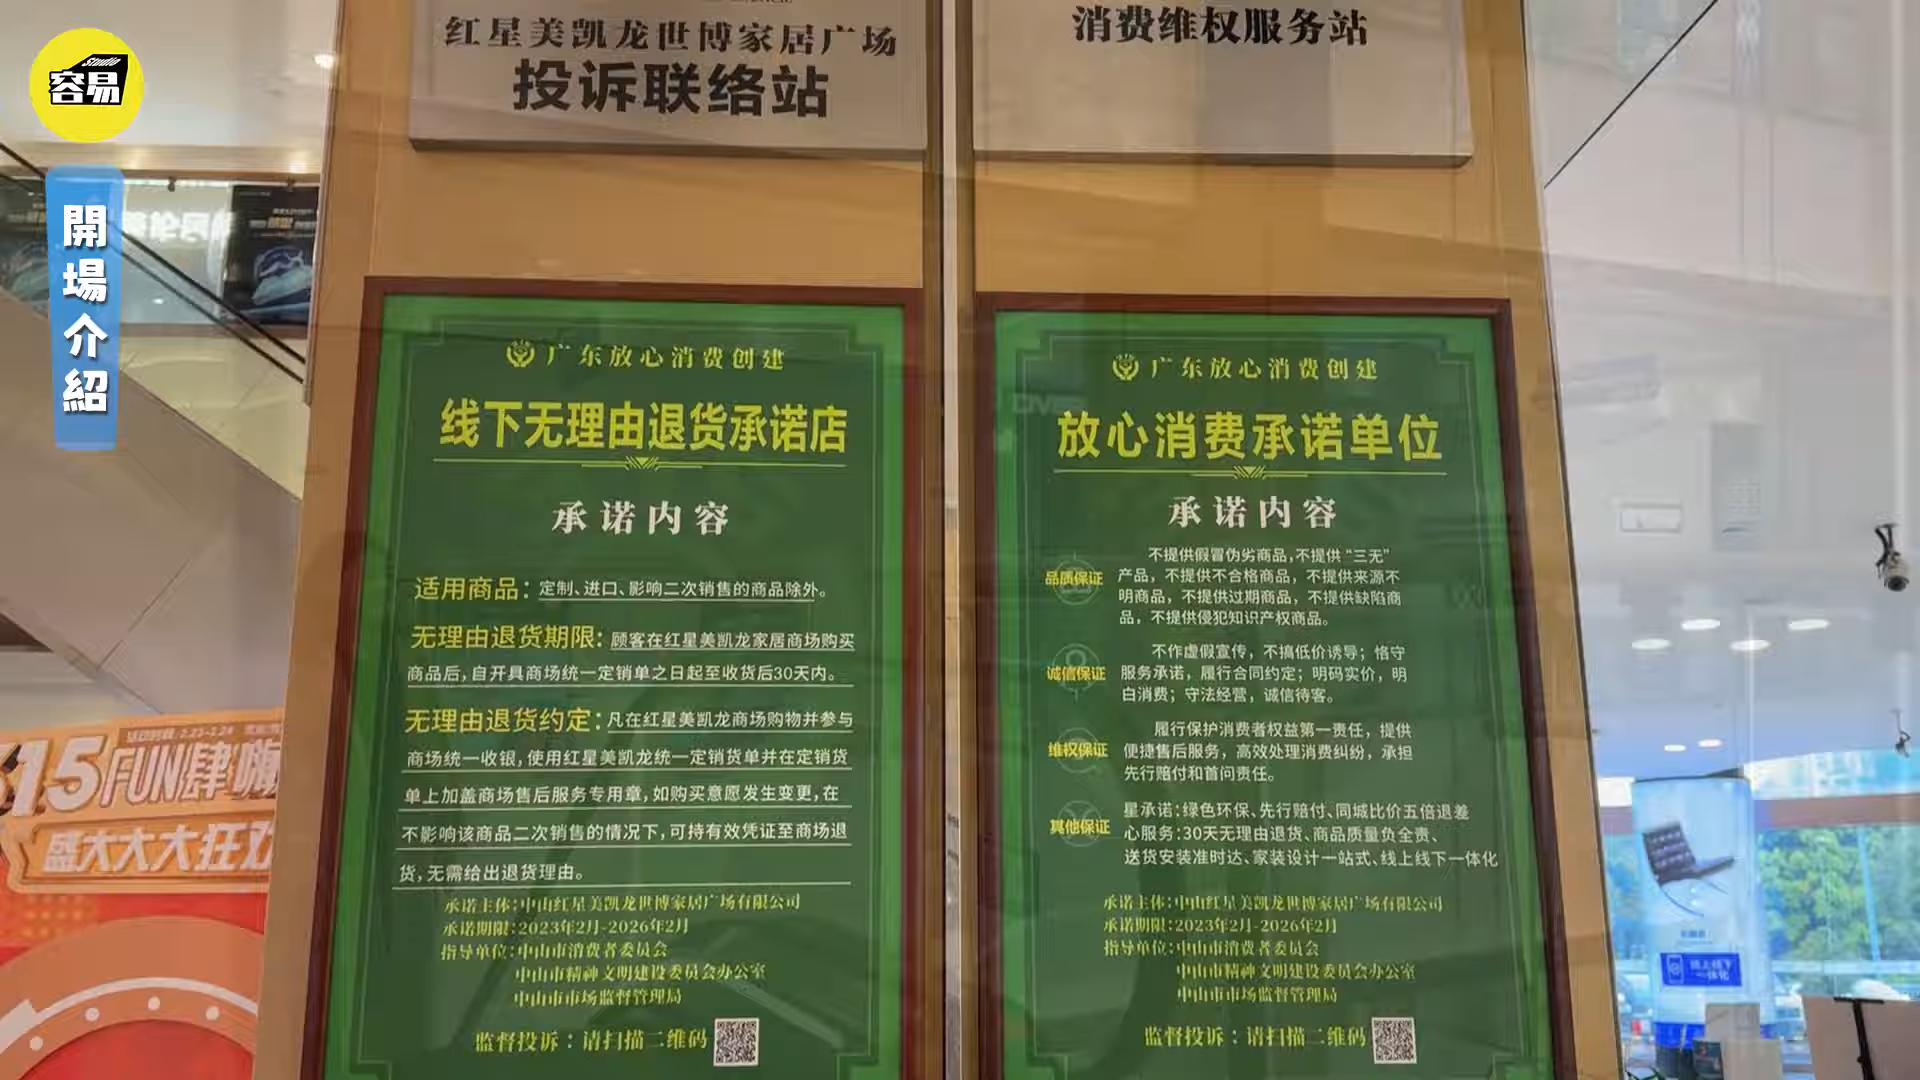 容易
Studio
開場介紹
红星美凯龙世博家居广场
投诉联络站
消费维权服务站
广东放心消费创建
线下无理由退货承诺店
承诺内容
适用商品：定制、进口、影响二次销售的商品除外。
无理由退货期限：顾客在红星美凯龙家居商场购买
商品后，自开具商场统一定销单之日起至收货后30天内。
无理由退货约定：凡在红星美凯龙商场购物并参与
商场统一收银，使用红星美凯龙统一定销货单并在定销货
单上加盖商场售后服务专用章，如购买意愿发生变更，在
不影响该商品二次销售的情况下，可持有效凭证至商场退
货，无需给出退货理由。
承诺主体：中山红星美凯龙世博家居广场有限公司
承诺期限：2023年2月-2026年2月
指导单位：中山市消费者委员会
中山市精神文明建设委员会办公室
中山市市场监督管理局
监督投诉：请扫描二维码
广东放心消费创建
放心消费承诺单位
承诺内容
品质保证
不提供假冒伪劣商品，不提供“三无”
产品，不提供不合格商品，不提供来源不
明商品，不提供过期商品，不提供缺陷商
品，不提供侵犯知识产权商品。
诚信保证
不作虚假宣传，不搞低价诱导；恪守
服务承诺，履行合同约定；明码实价，明
白消费；守法经营，诚信待客。
维权保证
履行保护消费者权益第一责任，提供
便捷售后服务，高效处理消费纠纷，承担
先行赔付和首问责任。
其他保证
星承诺：绿色环保、先行赔付、同城比价五倍退差
心服务：30天无理由退货、商品质量负全责、
送货安装准时达、家装设计一站式、线上线下一体化
承诺主体：中山红星美凯龙世博家居广场有限公司
承诺期限：2023年2月-2026年2月
指导单位：中山市消费者委员会
中山市精神文明建设委员会办公室
中山市市场监督管理局
监督投诉：请扫描二维码
315FUN肆嗨
盛大大大狂欢
线上线下
一体化